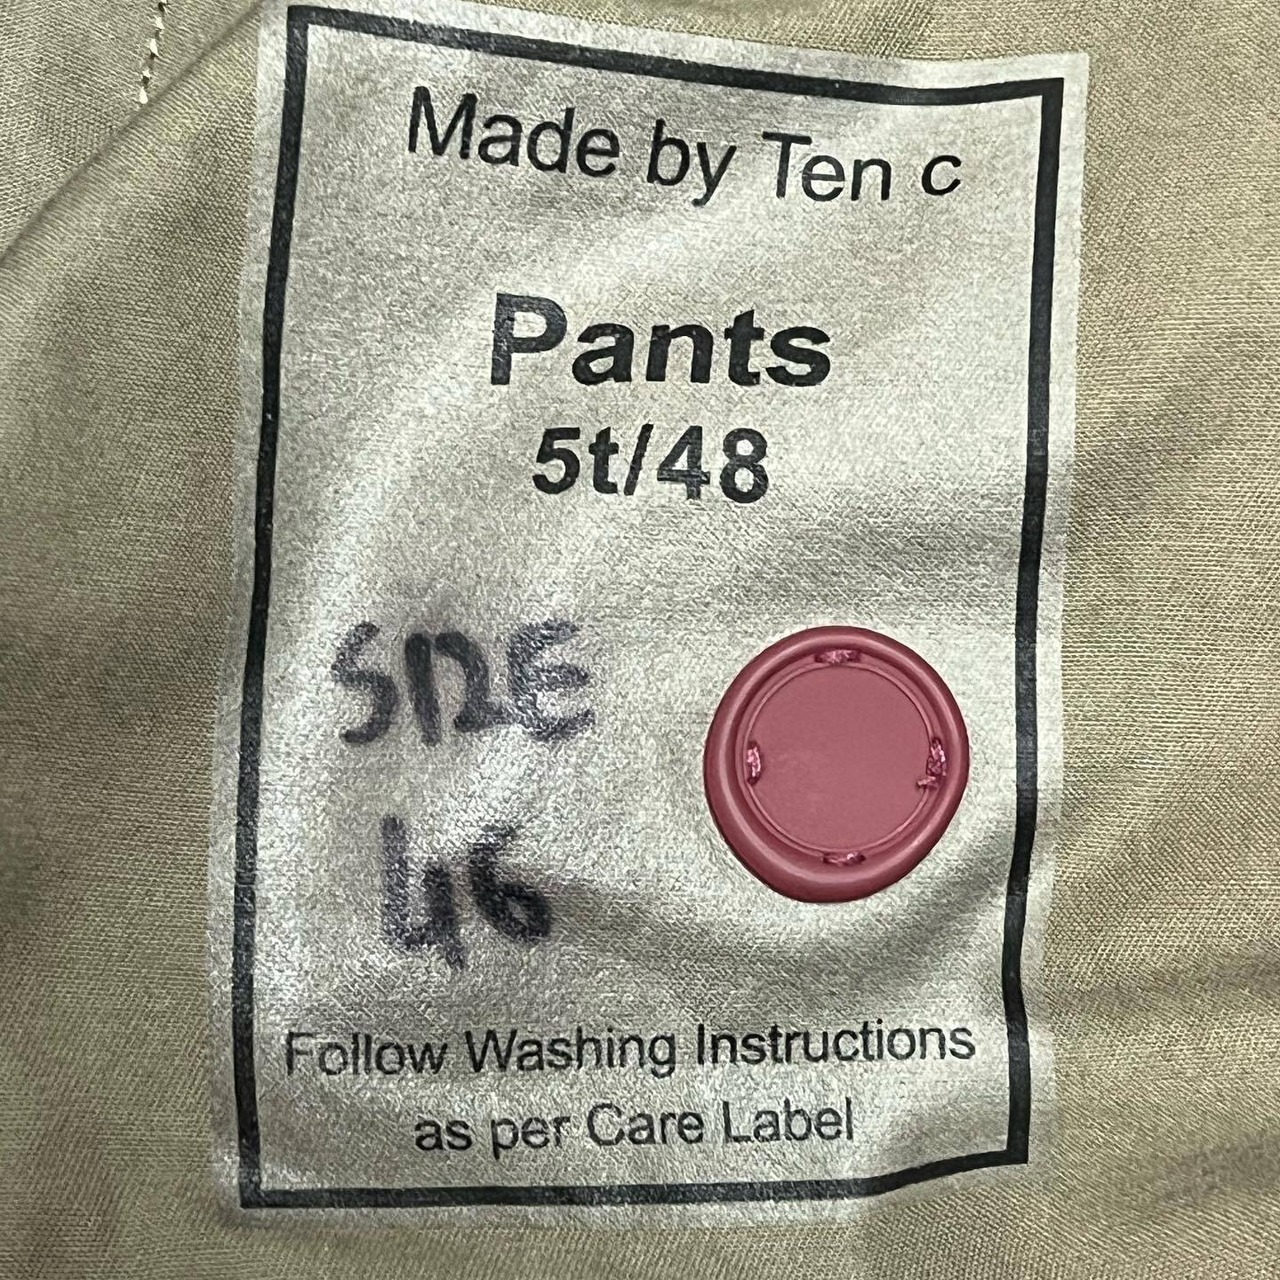 Made by Ten c
Pants
5t/48
SIZE
46
Follow Washing Instructions
as per Care Label